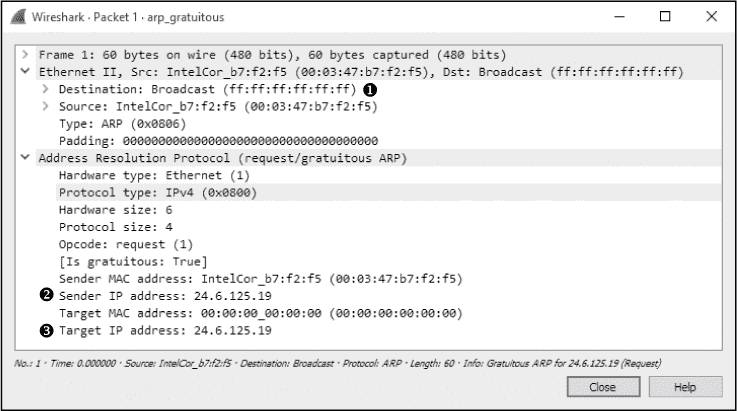 Wireshark · Packet 1 · arp_gratuitous
Frame 1: 60 bytes on wire (480 bits), 60 bytes captured (480 bits)
Ethernet II, Src: IntelCor_b7:f2:f5 (00:03:47:b7:f2:f5), Dst: Broadcast (ff:ff:ff:ff:ff:ff)
Destination: Broadcast (ff:ff:ff:ff:ff:ff) ❶
Source: IntelCor_b7:f2:f5 (00:03:47:b7:f2:f5)
Type: ARP (0x0806)
Padding: 000000000000000000000000000000000000
Address Resolution Protocol (request/gratuitous ARP)
Hardware type: Ethernet (1)
Protocol type: IPv4 (0x0800)
Hardware size: 6
Protocol size: 4
Opcode: request (1)
[Is gratuitous: True]
Sender MAC address: IntelCor_b7:f2:f5 (00:03:47:b7:f2:f5)
❷ Sender IP address: 24.6.125.19
Target MAC address: 00:00:00_00:00:00 (00:00:00:00:00:00)
❸ Target IP address: 24.6.125.19
No.: 1 · Time: 0.000000 · Source: IntelCor_b7:f2:f5 · Destination: Broadcast · Protocol: ARP · Length: 60 · Info: Gratuitous ARP for 24.6.125.19 (Request)
Close Help